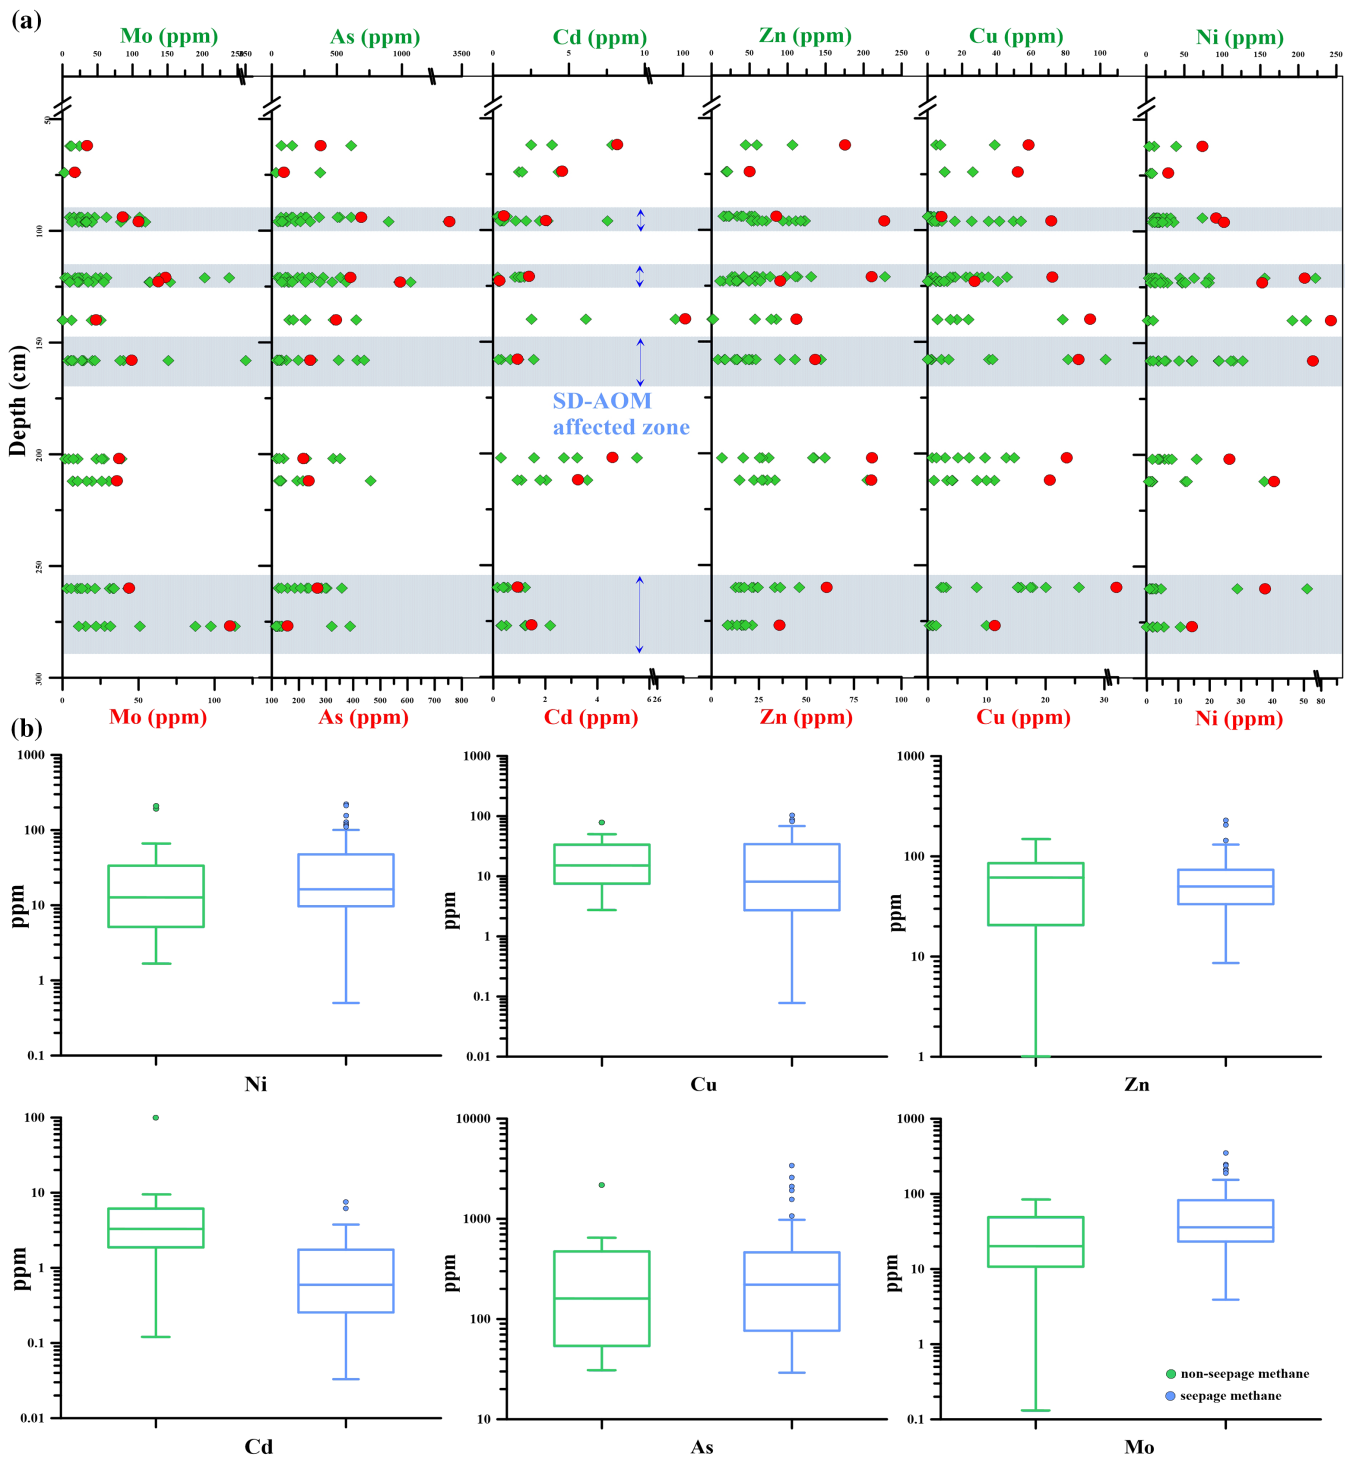 (a)
Mo (ppm) As (ppm) Cd (ppm) Zn (ppm) Cu (ppm) Ni (ppm)
0 50 100 150 200 0 500 1000 3500 0 5 10 100 0 50 100 150 200 250 0 20 40 60 80 100 0 50 100 150 200 250
50
100
150
200
250
300
Depth (cm)
SD-AOM
affected zone
0 50 100 100 200 300 400 500 600 700 800 0 2 4 6 26 0 25 50 75 100 0 10 20 30 0 10 20 30 40 50 80
Mo (ppm) As (ppm) Cd (ppm) Zn (ppm) Cu (ppm) Ni (ppm)
(b)
1000
100
10
1
0.1
ppm
Ni
1000
100
10
1
0.1
0.01
ppm
Cu
1000
100
10
1
ppm
Zn
100
10
1
0.1
0.01
ppm
Cd
10000
1000
100
10
ppm
As
1000
100
10
1
0.1
ppm
non-seepage methane
seepage methane
Mo